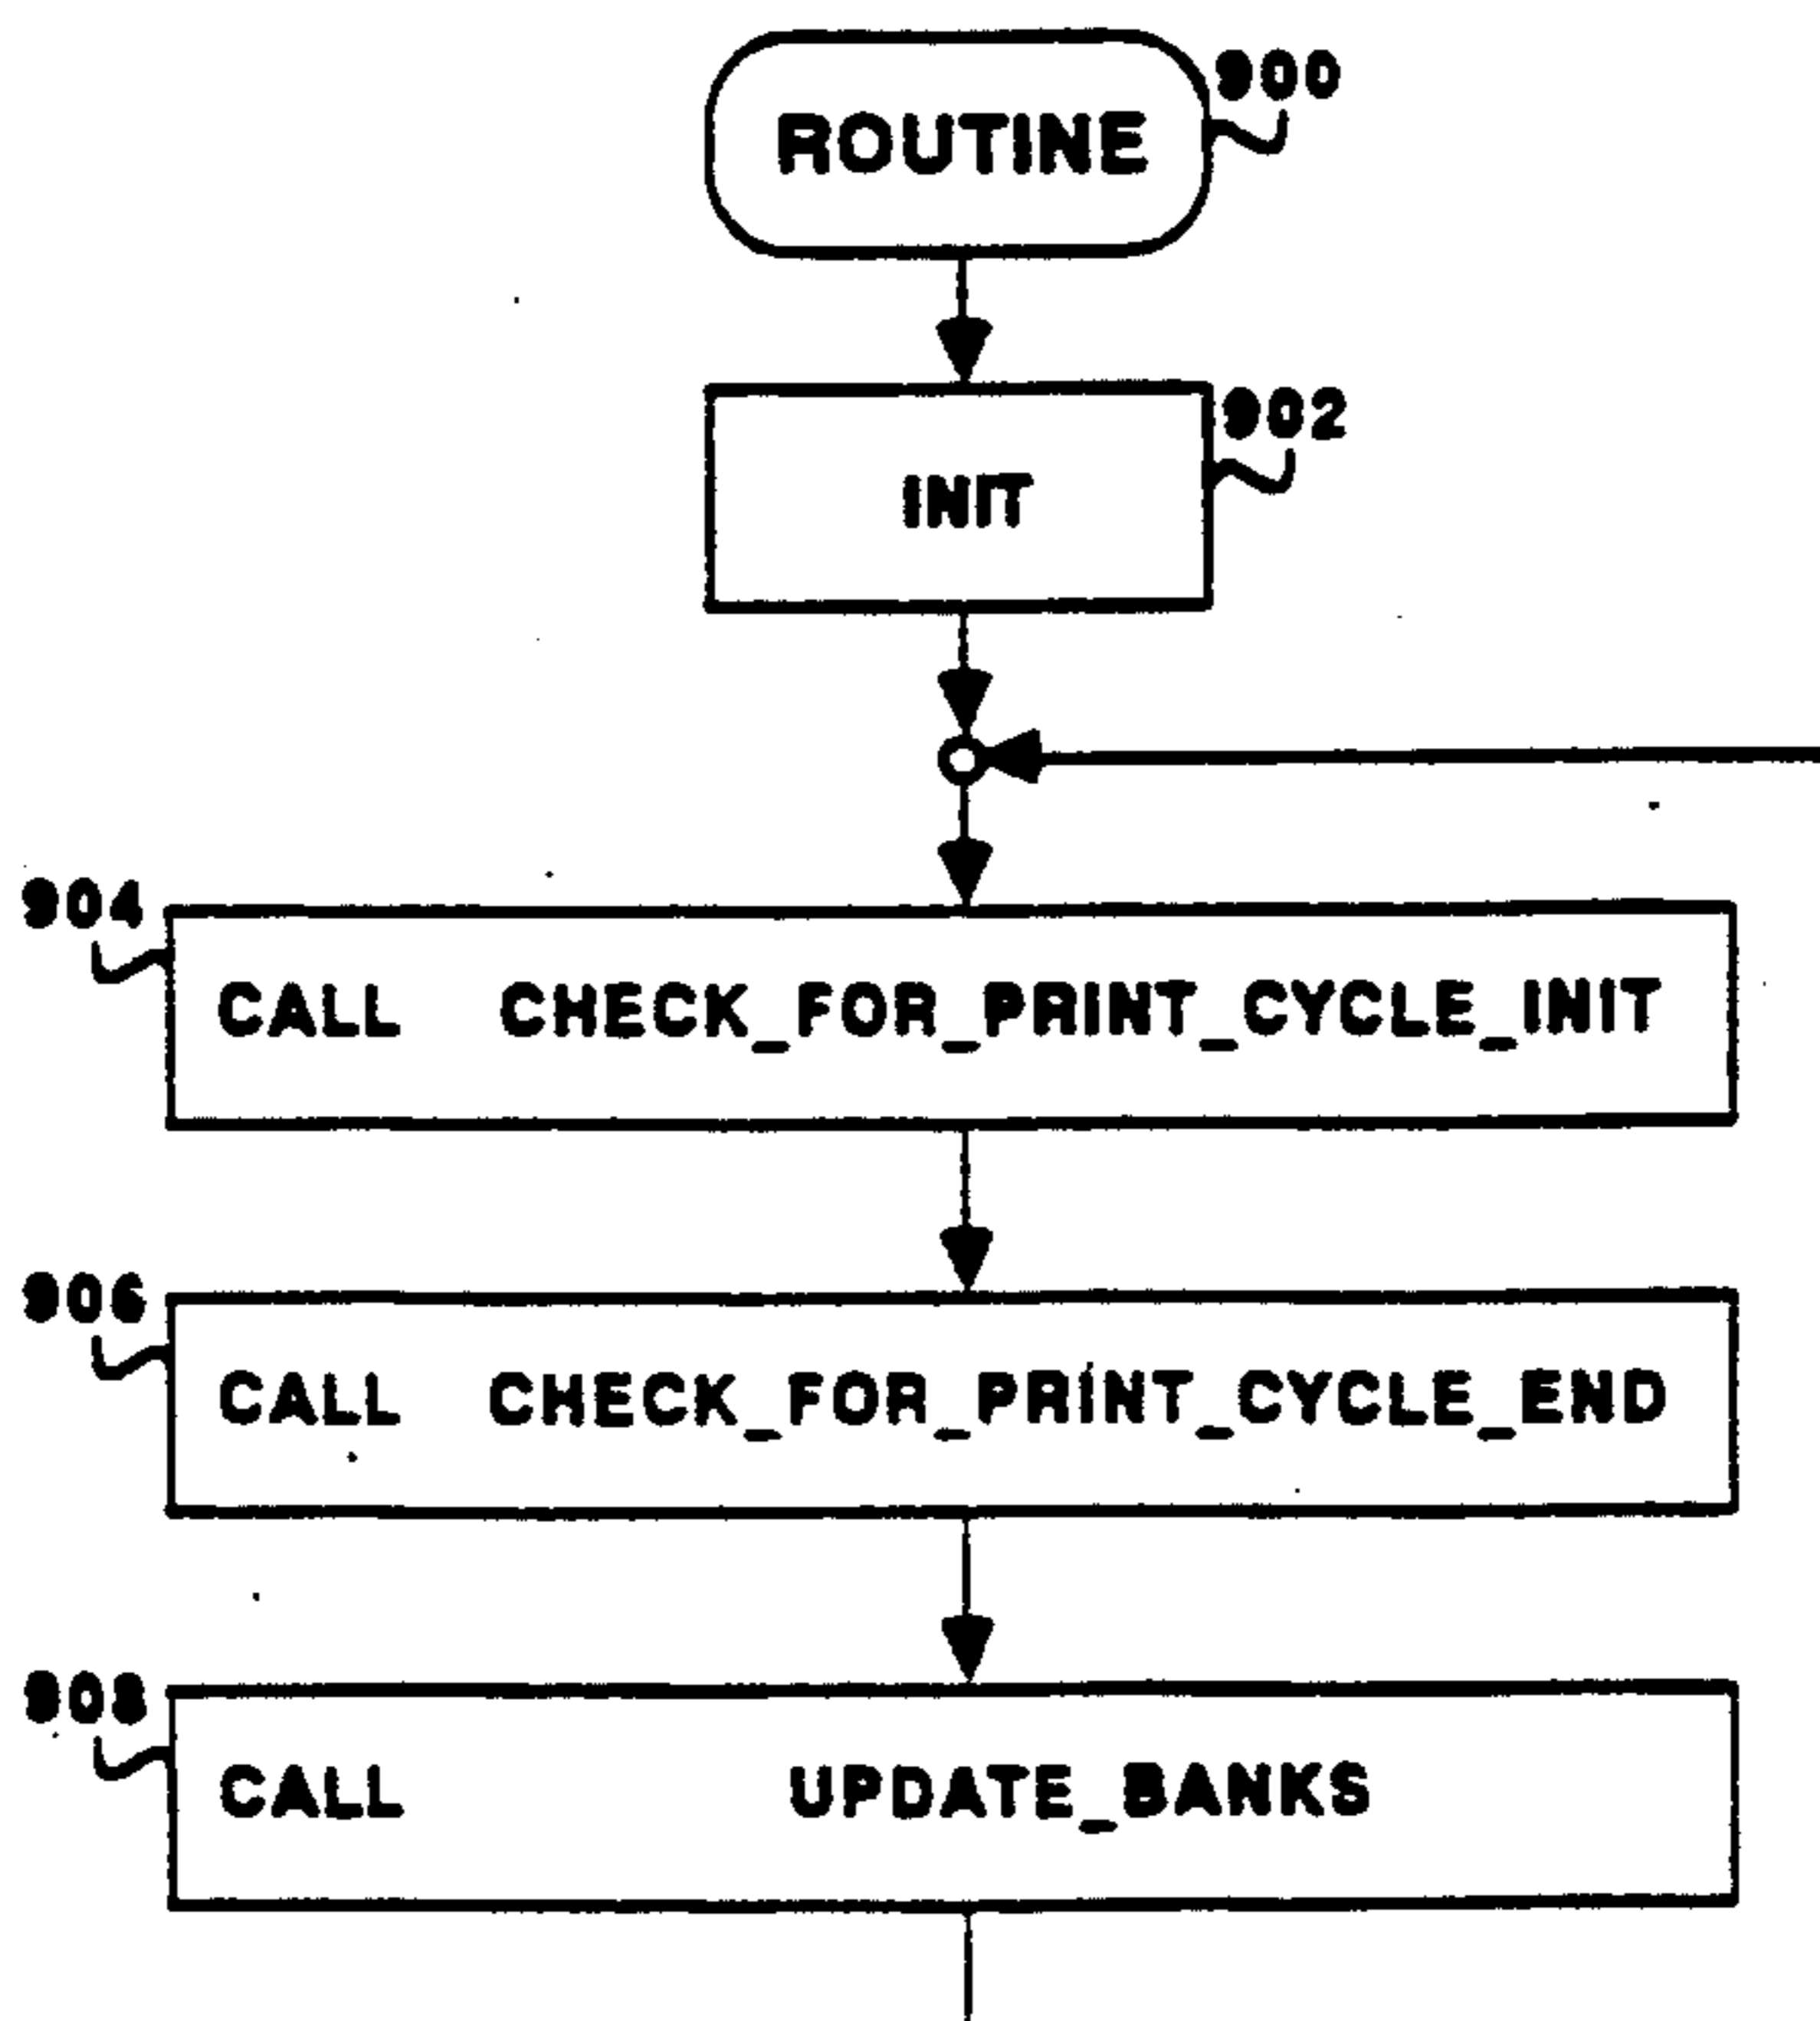 ROUTINE
900
INIT
902
904
CALL CHECK_FOR_PRINT_CYCLE_INIT
906
CALL CHECK_FOR_PRINT_CYCLE_END
908
CALL UPDATE_BANKS